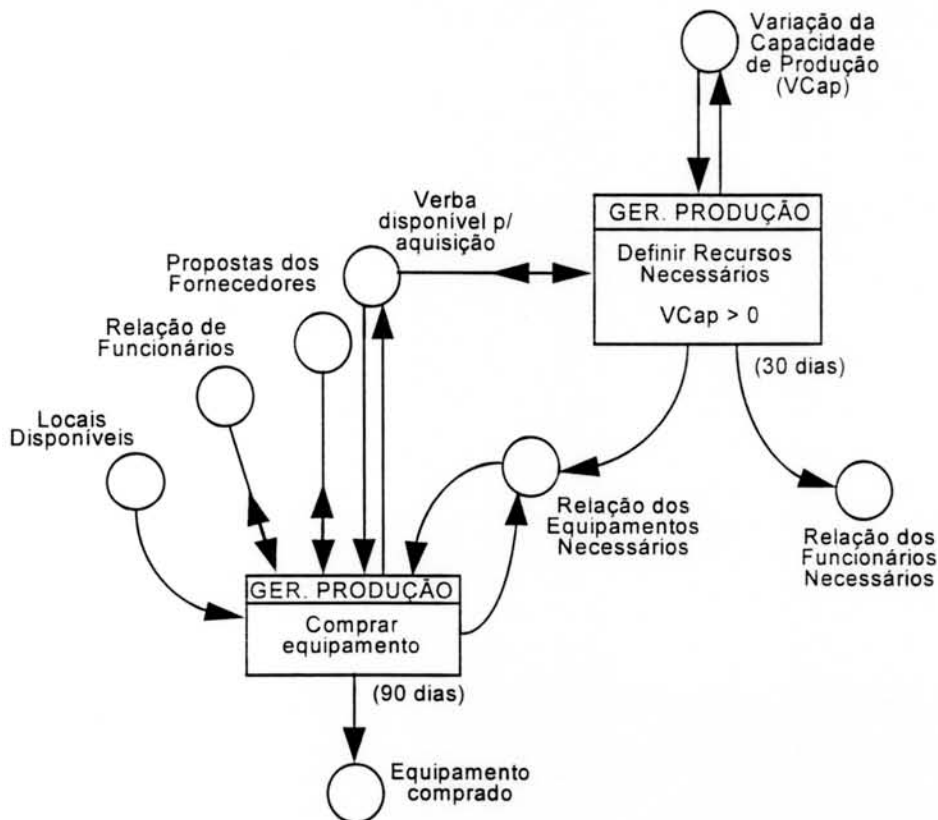 Variação da
Capacidade
de Produção
(VCap)
GER. PRODUÇÃO
Definir Recursos
Necessários
VCap > 0
(30 dias)
Verba
disponível p/
aquisição
Propostas dos
Fornecedores
Relação de
Funcionários
Locais
Disponíveis
Relação dos
Equipamentos
Necessários
Relação dos
Funcionários
Necessários
GER. PRODUÇÃO
Comprar
equipamento
(90 dias)
Equipamento
comprado